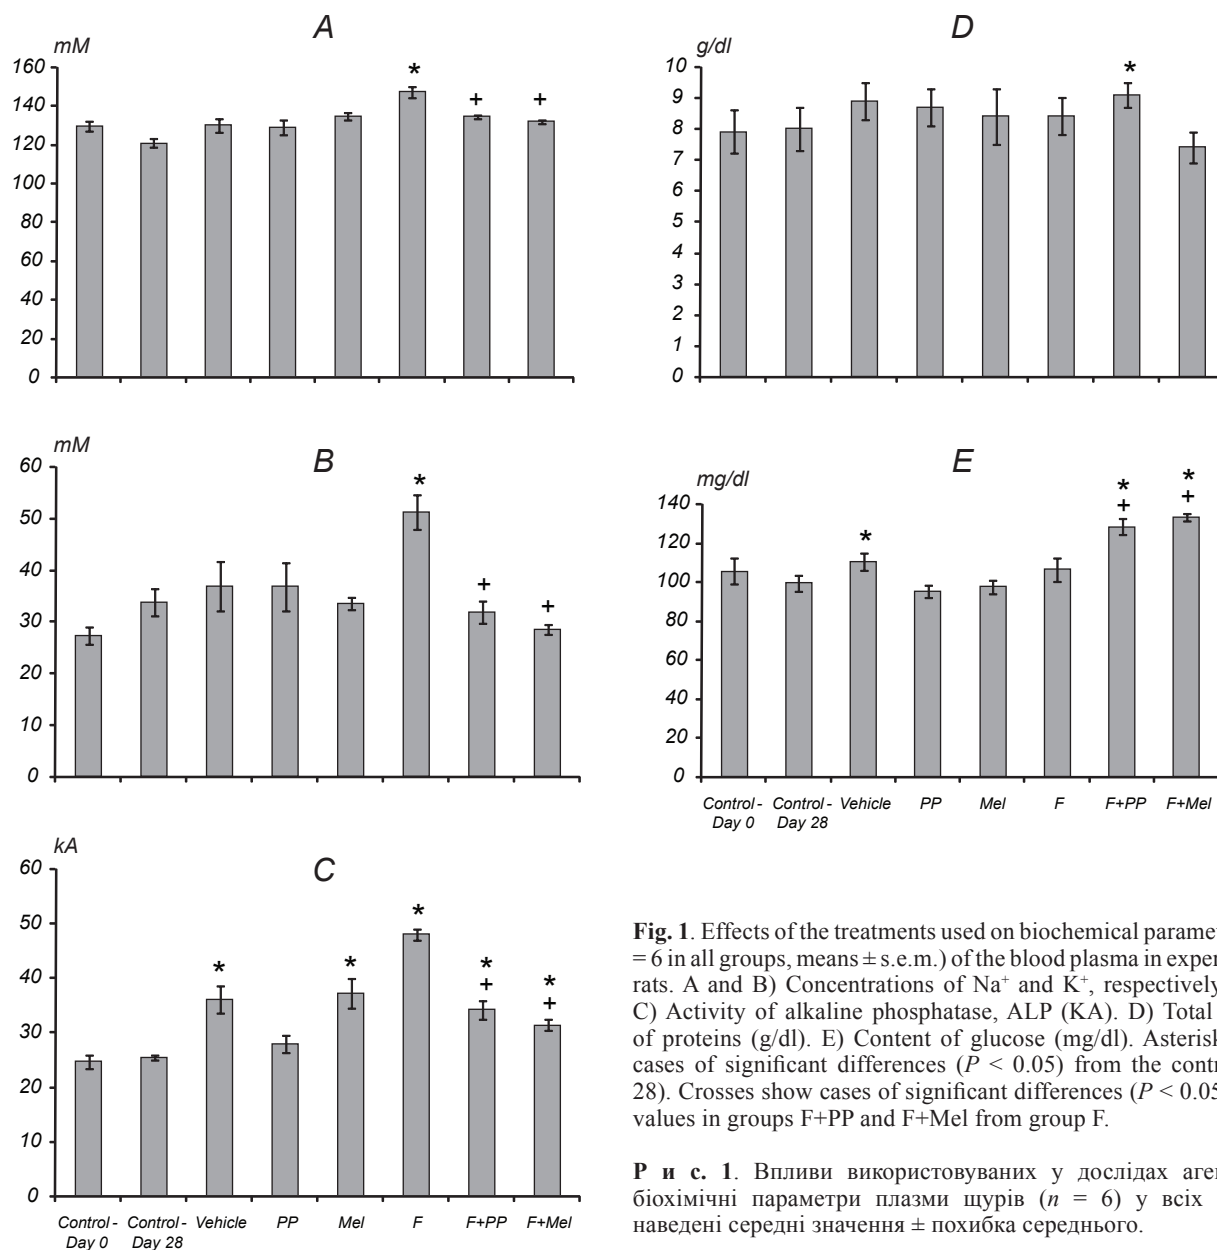 A
mM
160
140
120
100
80
60
40
20
0
*
+
+
B
mM
60
50
40
30
20
10
0
*
+
+
C
kA
60
50
40
30
20
10
0
*
*
*
*
+
*
+
Control - Day 0
Control - Day 28
Vehicle
PP
Mel
F
F+PP
F+Mel
D
g/dl
10
9
8
7
6
5
4
3
2
1
0
*
E
mg/dl
140
120
100
80
60
40
20
0
*
*
+
*
+
Control - Day 0
Control - Day 28
Vehicle
PP
Mel
F
F+PP
F+Mel
Fig. 1. Effects of the treatments used on biochemical paramet
= 6 in all groups, means ± s.e.m.) of the blood plasma in exper
rats. A and B) Concentrations of Na⁺ and K⁺, respectively
C) Activity of alkaline phosphatase, ALP (KA). D) Total
of proteins (g/dl). E) Content of glucose (mg/dl). Asterisk
cases of significant differences (P < 0.05) from the contr
28). Crosses show cases of significant differences (P < 0.05
values in groups F+PP and F+Mel from group F.
Р и с. 1. Впливи використовуваних у дослідах аге
біохімічні параметри плазми щурів (n = 6) у всіх
наведені середні значення ± похибка середнього.